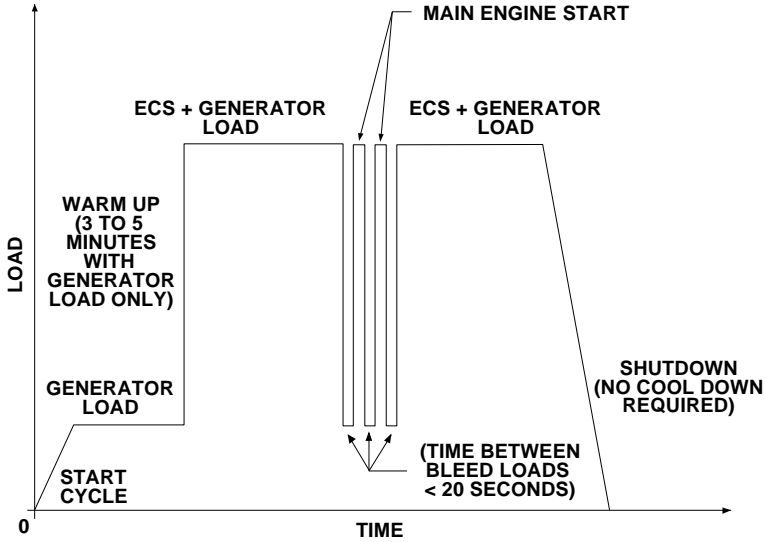 MAIN ENGINE START
ECS + GENERATOR
LOAD
ECS + GENERATOR
LOAD
WARM UP
(3 TO 5
MINUTES
WITH
GENERATOR
LOAD ONLY)
LOAD
GENERATOR
LOAD
SHUTDOWN
(NO COOL DOWN
REQUIRED)
START
CYCLE
(TIME BETWEEN
BLEED LOADS
< 20 SECONDS)
0
TIME